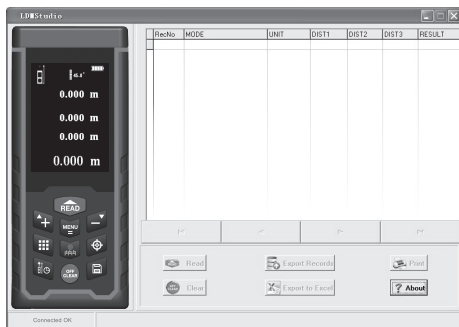 LDMStudio
RecNo MODE UNIT DIST1 DIST2 DIST3 RESULT
0.000 m
0.000 m
0.000 m
0.000 m
READ
MENU
=
OFF
CLEAR
Read Export Records Print
Clear Export to Excel ? About
Connected OK